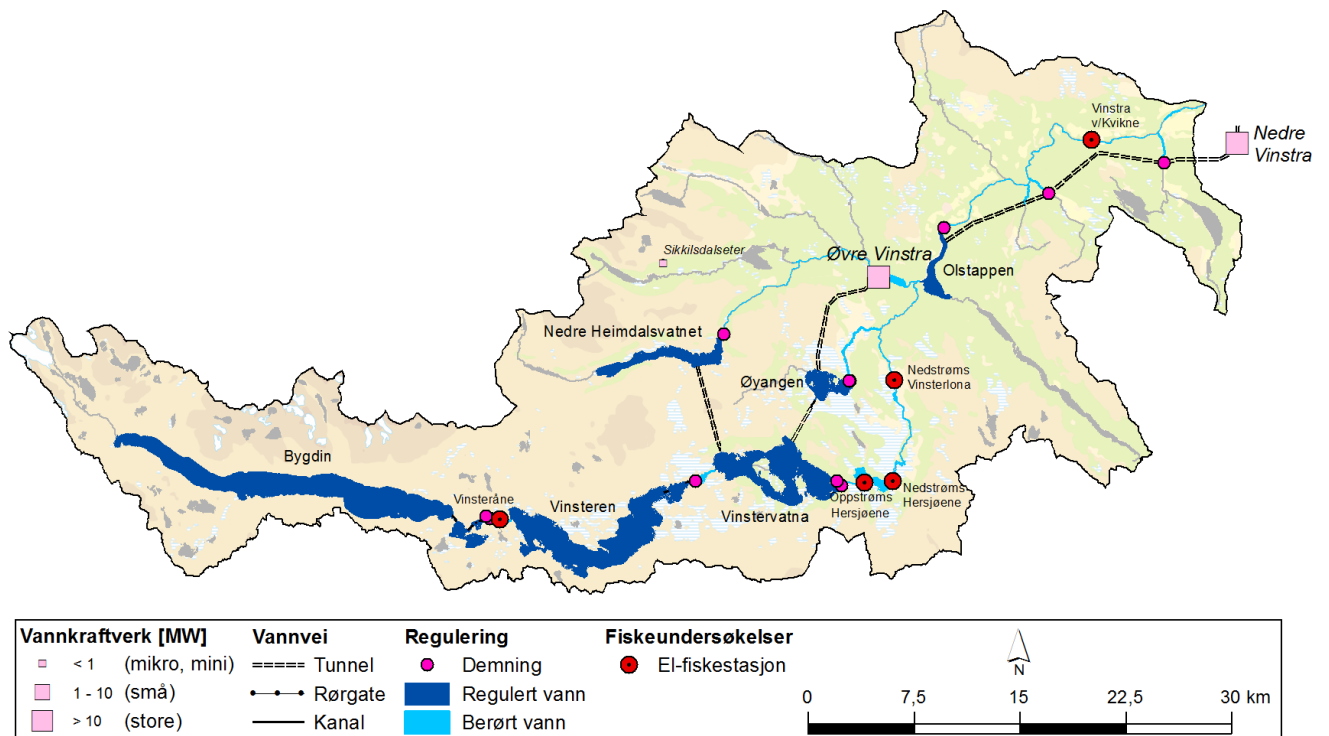 Vinstra
v/Kvikne
Nedre
Vinstra
Sikkilsdalseter
Øvre Vinstra
Olstappen
Nedre Heimdalsvatnet
Øyangen
Nedstrøms
Vinsterlona
Bygdin
Vinsteråne
Vinsteren
Vinstervatna
Oppstrøms
Hersjøene
Nedstrøms
Hersjøene
Vannkraftverk [MW]
< 1 (mikro, mini)
1 - 10 (små)
> 10 (store)
Vannvei
Tunnel
Rørgate
Kanal
Regulering
Demning
Regulert vann
Berørt vann
Fiskeundersøkelser
El-fiskestasjon
N
0 7,5 15 22,5 30 km